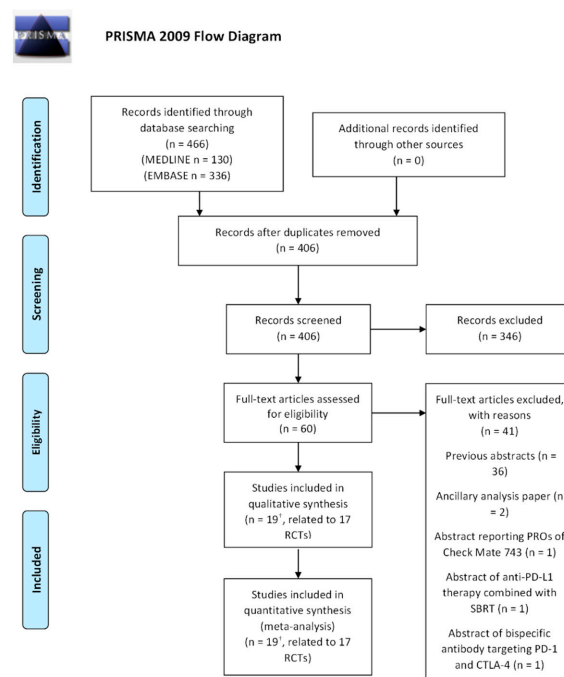 PRISMA
PRISMA 2009 Flow Diagram
Identification
Records identified through
database searching
(n = 466)
(MEDLINE n = 130)
(EMBASE n = 336)
Additional records identified
through other sources
(n = 0)
Records after duplicates removed
(n = 406)
Screening
Records screened
(n = 406)
Records excluded
(n = 346)
Eligibility
Full-text articles assessed
for eligibility
(n = 60)
Full-text articles excluded,
with reasons
(n = 41)
Previous abstracts (n =
36)
Ancillary analysis paper (n
= 2)
Abstract reporting PROs of
Check Mate 743 (n = 1)
Abstract of anti-PD-L1
therapy combined with
SBRT (n = 1)
Abstract of bispecific
antibody targeting PD-1
and CTLA-4 (n = 1)
Studies included in
qualitative synthesis
(n = 19†, related to 17
RCTs)
Included
Studies included in
quantitative synthesis
(meta-analysis)
(n = 19†, related to 17
RCTs)